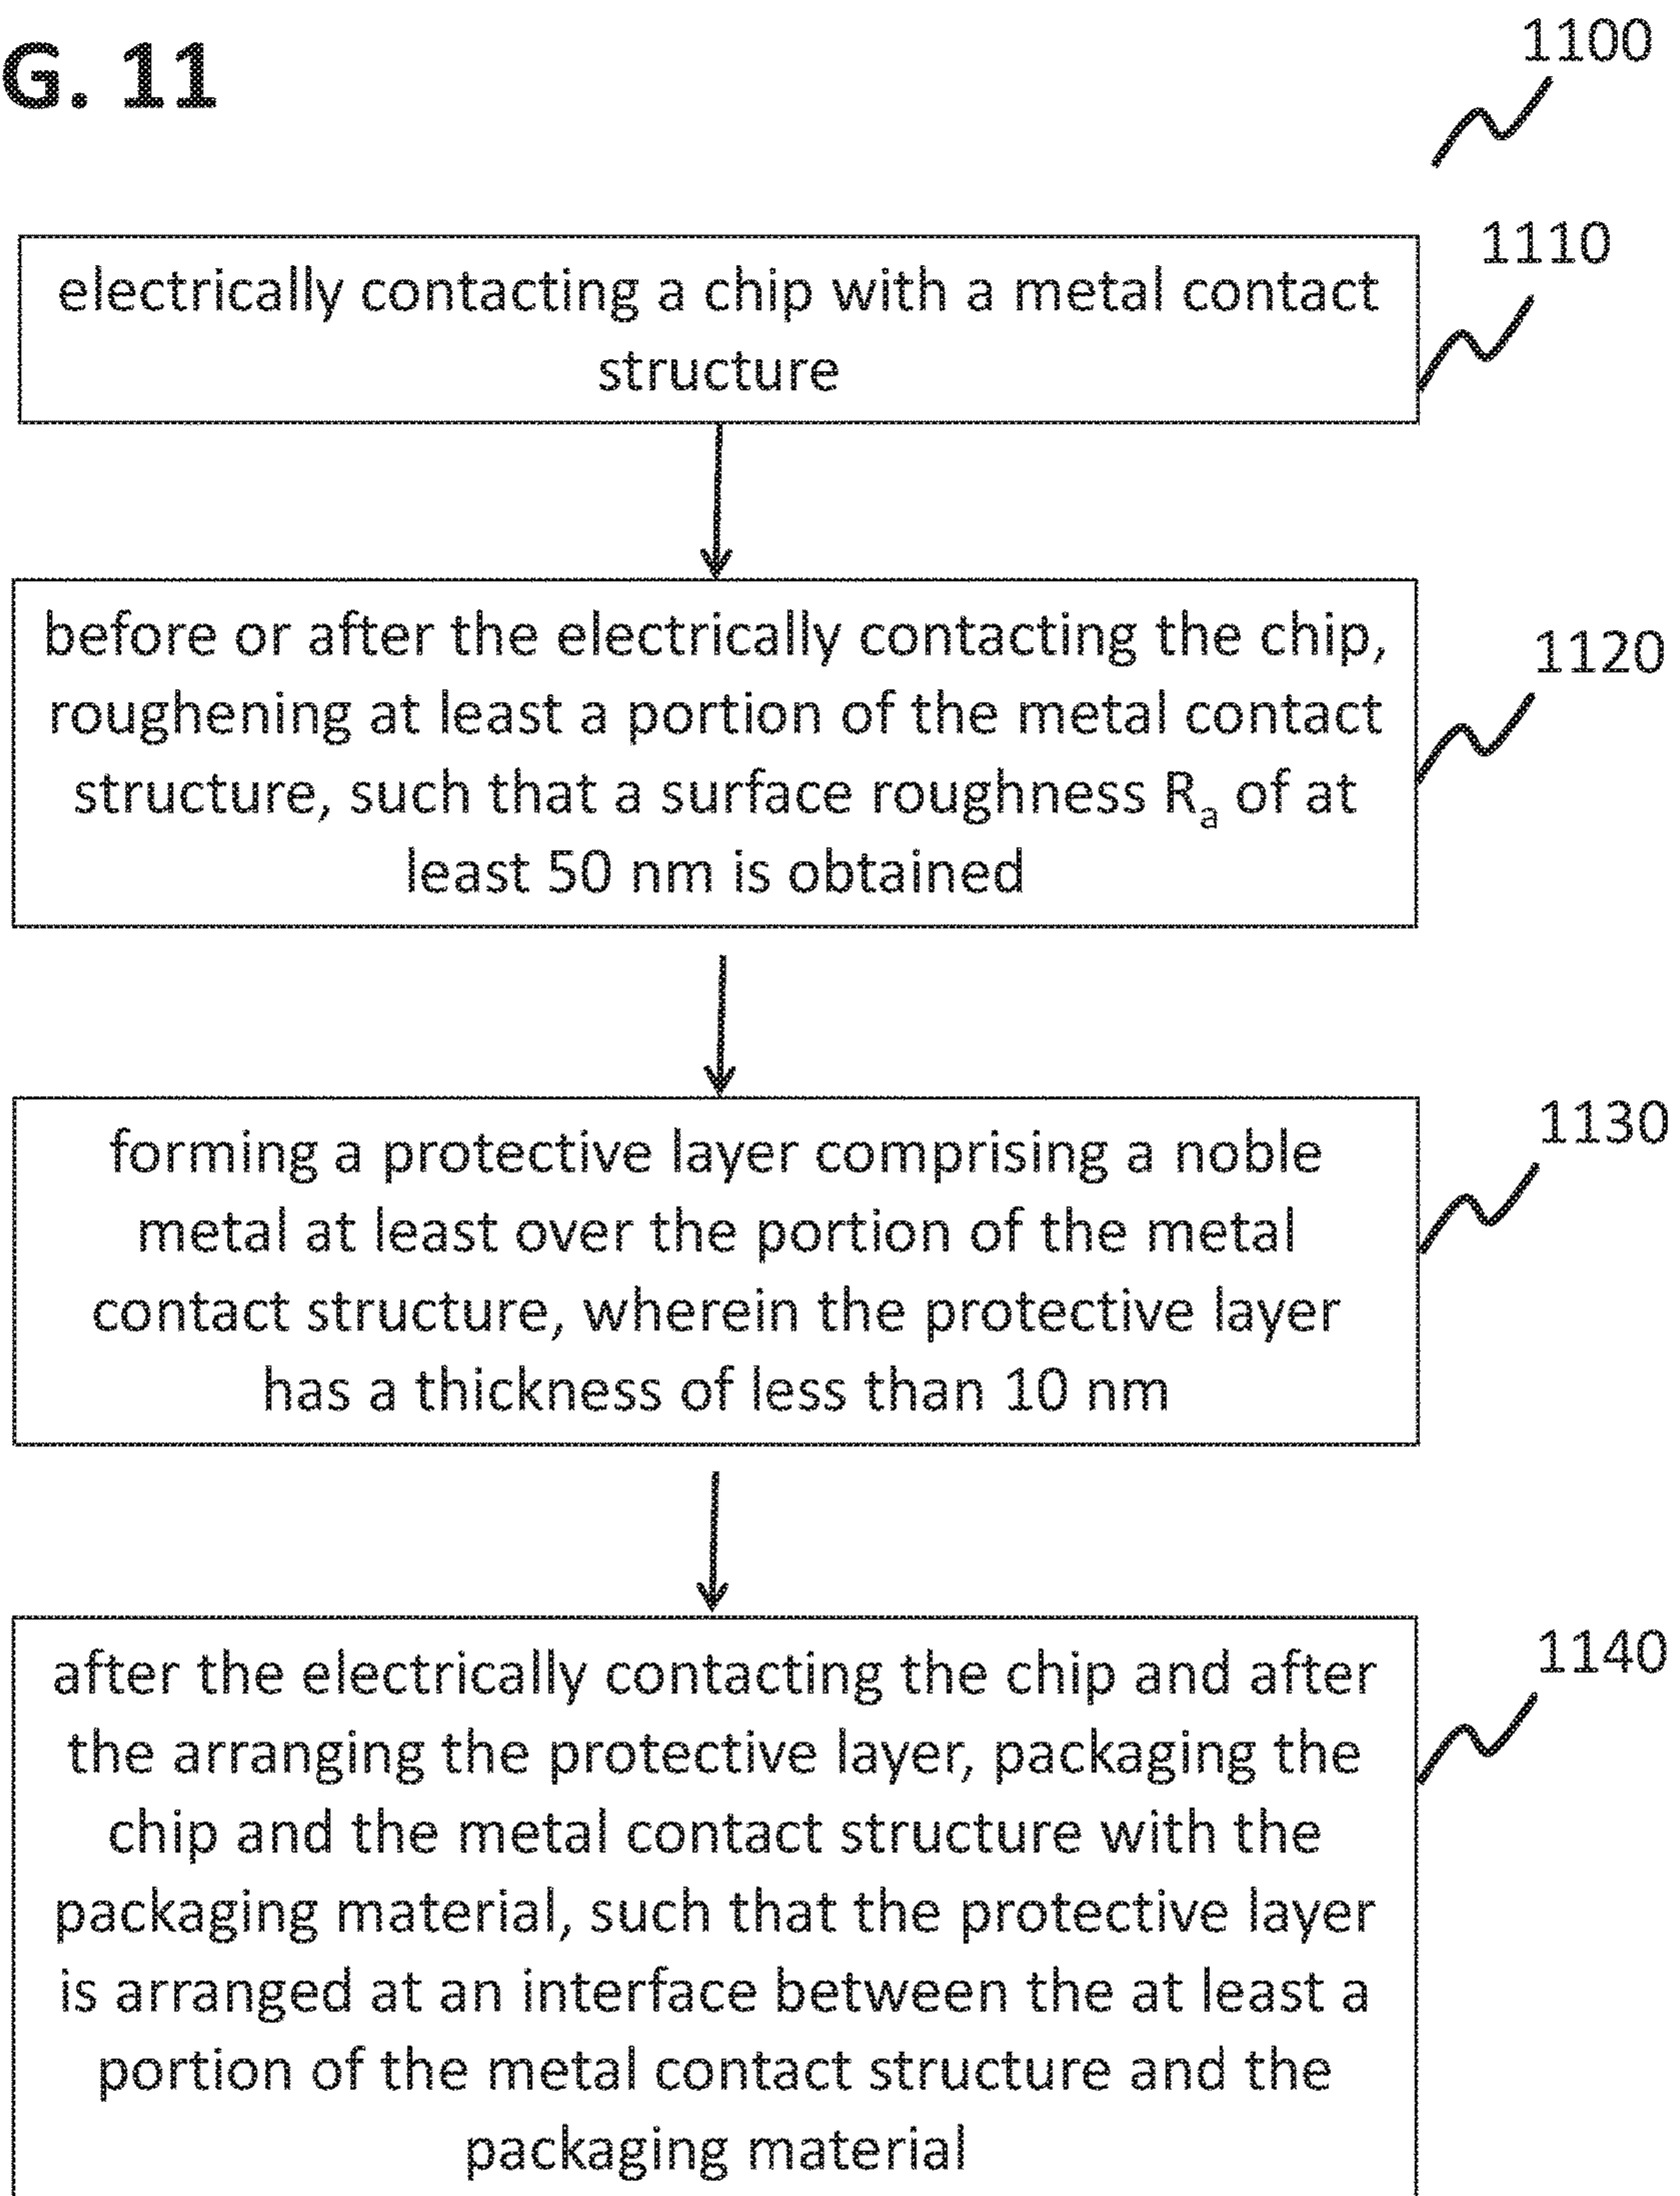 G. 11
1100
1110
electrically contacting a chip with a metal contact
structure
before or after the electrically contacting the chip,
1120
roughening at least a portion of the metal contact
structure, such that a surface roughness Ra of at
least 50 nm is obtained
1130
forming a protective layer comprising a noble
metal at least over the portion of the metal
contact structure, wherein the protective layer
has a thickness of less than 10 nm
1140
after the electrically contacting the chip and after
the arranging the protective layer, packaging the
chip and the metal contact structure with the
packaging material, such that the protective layer
is arranged at an interface between the at least a
portion of the metal contact structure and the
packaging material